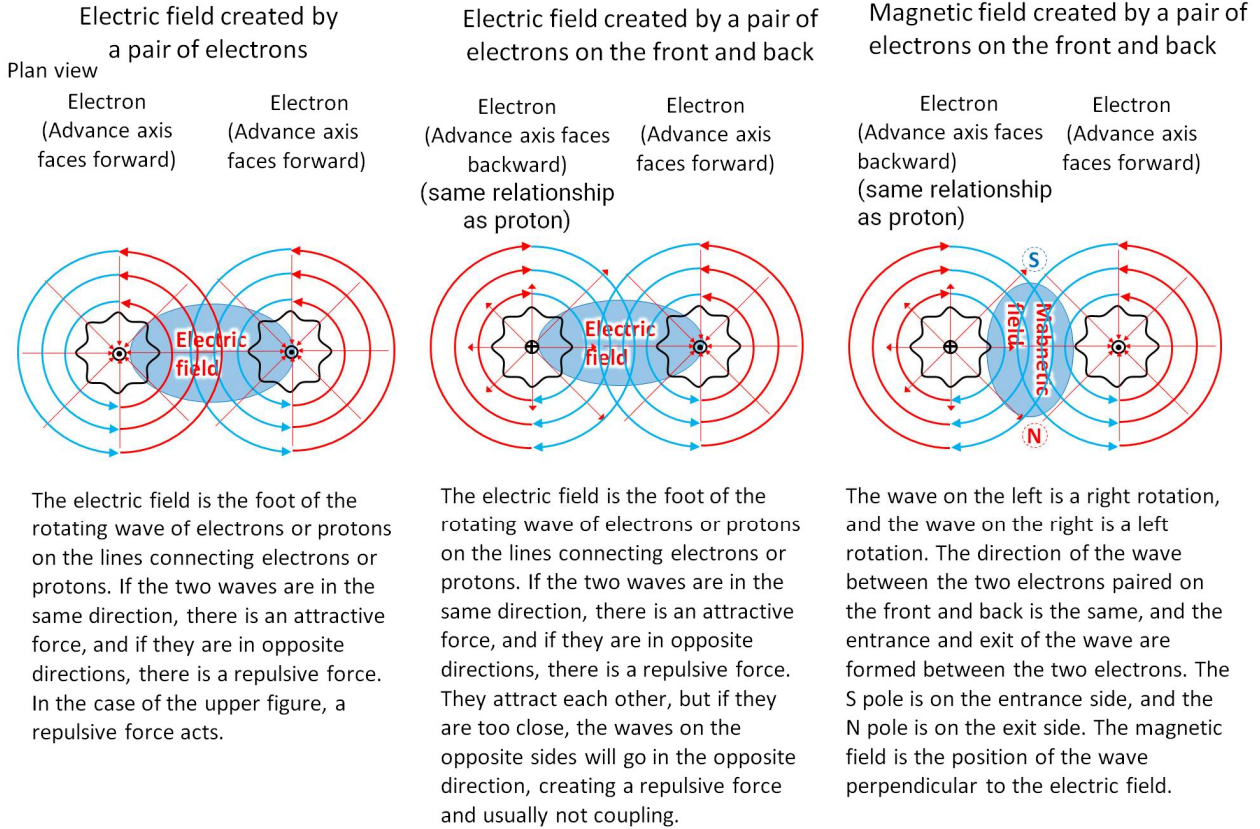 Electric field created by
a pair of electrons
Plan view
Electron
(Advance axis
faces forward)
Electron
(Advance axis
faces forward)
Electric
field
The electric field is the foot of the
rotating wave of electrons or protons
on the lines connecting electrons or
protons. If the two waves are in the
same direction, there is an attractive
force, and if they are in opposite
directions, there is a repulsive force.
In the case of the upper figure, a
repulsive force acts.
Electric field created by a pair of
electrons on the front and back
Electron
(Advance axis faces
backward)
(same relationship
as proton)
Electron
(Advance axis
faces forward)
Electric
field
The electric field is the foot of the
rotating wave of electrons or protons
on the lines connecting electrons or
protons. If the two waves are in the
same direction, there is an attractive
force, and if they are in opposite
directions, there is a repulsive force.
They attract each other, but if they
are too close, the waves on the
opposite sides will go in the opposite
direction, creating a repulsive force
and usually not coupling.
Magnetic field created by a pair of
electrons on the front and back
Electron
(Advance axis faces
backward)
(same relationship
as proton)
Electron
(Advance axis
faces forward)
S
Magnetic
field
N
The wave on the left is a right rotation,
and the wave on the right is a left
rotation. The direction of the wave
between the two electrons paired on
the front and back is the same, and the
entrance and exit of the wave are
formed between the two electrons. The
S pole is on the entrance side, and the
N pole is on the exit side. The magnetic
field is the position of the wave
perpendicular to the electric field.